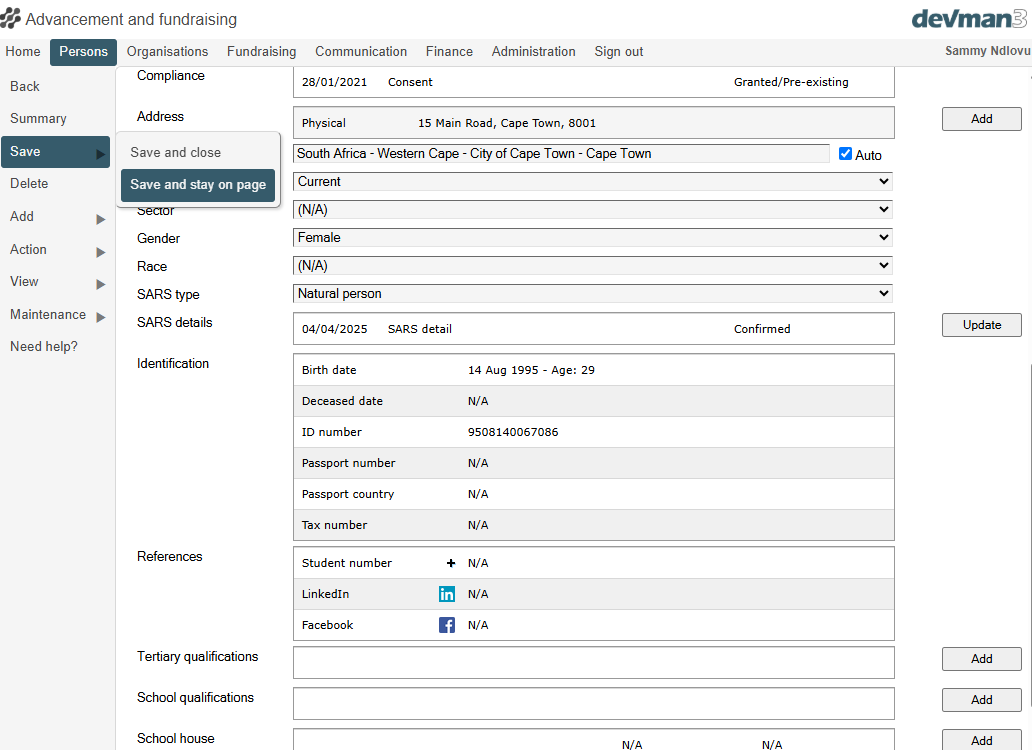 Advancement and fundraising
devman3
Home Persons Organisations Fundraising Communication Finance Administration Sign out Sammy Ndlovu
Back
Summary
Save
Save and close
Save and stay on page
Delete
Add
Action
View
Maintenance
Need help?
Compliance 28/01/2021 Consent Granted/Pre-existing
Address Physical 15 Main Road, Cape Town, 8001 Add
South Africa - Western Cape - City of Cape Town - Cape Town Auto
Current
Sector (N/A)
Gender Female
Race (N/A)
SARS type Natural person
SARS details 04/04/2025 SARS detail Confirmed Update
Identification Birth date 14 Aug 1995 - Age: 29
Deceased date N/A
ID number 9508140067086
Passport number N/A
Passport country N/A
Tax number N/A
References Student number + N/A
LinkedIn in N/A
Facebook f N/A
Tertiary qualifications Add
School qualifications Add
School house N/A N/A Add